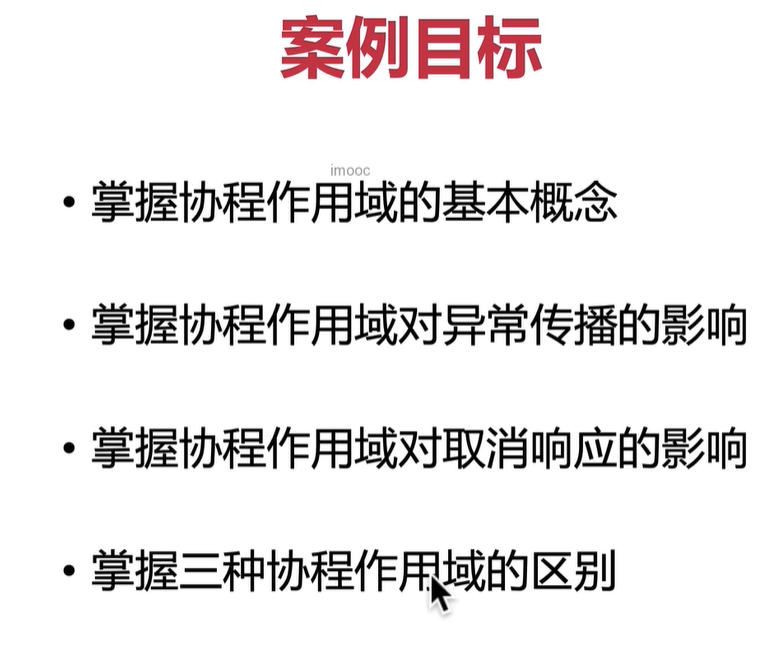 案例目标
imooc
• 掌握协程作用域的基本概念
• 掌握协程作用域对异常传播的影响
• 掌握协程作用域对取消响应的影响
• 掌握三种协程作用域的区别